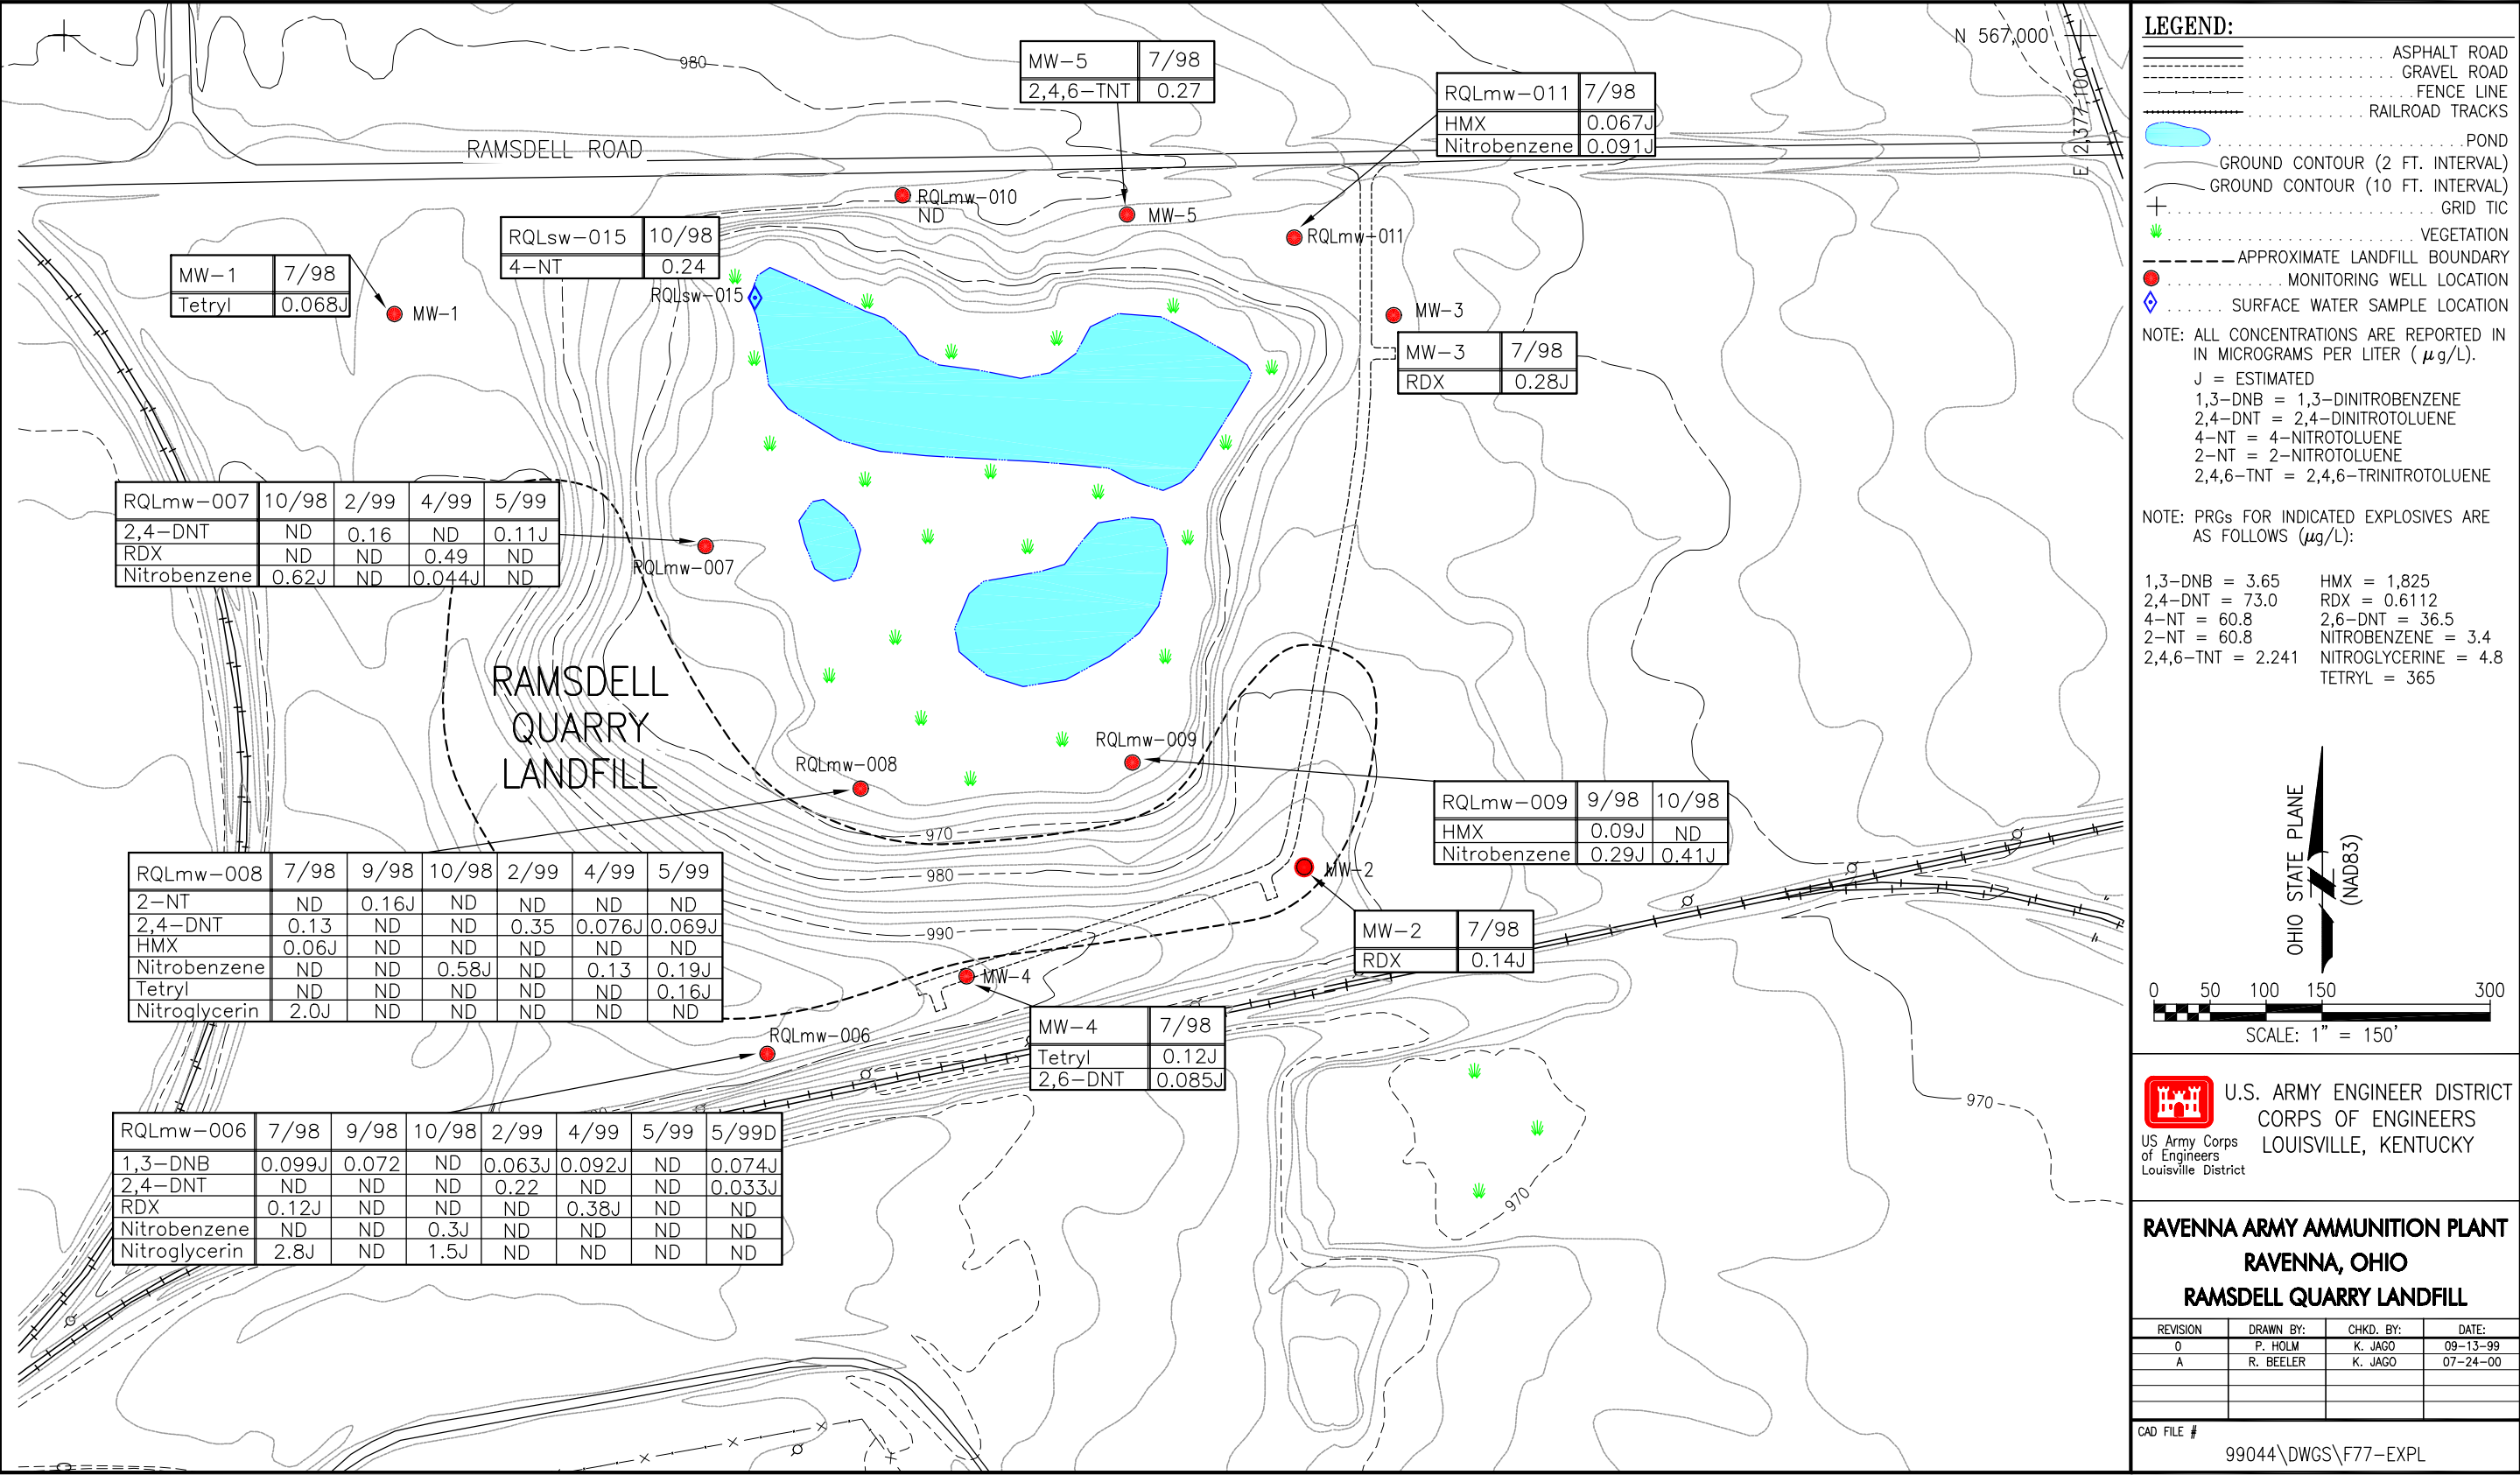 980
N 567,000
E 2,377,100
RAMSDELL ROAD
MW-5 7/98
2,4,6-TNT 0.27
RQLmw-011 7/98
HMX 0.067J
Nitrobenzene 0.091J
RQLmw-010
ND
MW-5
RQLmw-011
RQLsw-015 10/98
4-NT 0.24
RQLsw-015
MW-1 7/98
Tetryl 0.068J
MW-1
MW-3
MW-3 7/98
RDX 0.28J
RQLmw-007 10/98 2/99 4/99 5/99
2,4-DNT ND 0.16 ND 0.11J
RDX ND ND 0.49 ND
Nitrobenzene 0.62J ND 0.044J ND
RQLmw-007
RAMSDELL
QUARRY
LANDFILL
RQLmw-008
RQLmw-009
RQLmw-009 9/98 10/98
HMX 0.09J ND
Nitrobenzene 0.29J 0.41J
970
980
990
RQLmw-008 7/98 9/98 10/98 2/99 4/99 5/99
2-NT ND 0.16J ND ND ND ND
2,4-DNT 0.13 ND ND 0.35 0.076J 0.069J
HMX 0.06J ND ND ND ND ND
Nitrobenzene ND ND 0.58J ND 0.13 0.19J
Tetryl ND ND ND ND ND 0.16J
Nitroglycerin 2.0J ND ND ND ND ND
MW-2
MW-2 7/98
RDX 0.14J
MW-4
MW-4 7/98
Tetryl 0.12J
2,6-DNT 0.085J
RQLmw-006
RQLmw-006 7/98 9/98 10/98 2/99 4/99 5/99 5/99D
1,3-DNB 0.099J 0.072 ND 0.063J 0.092J ND 0.074J
2,4-DNT ND ND ND 0.22 ND ND 0.033J
RDX 0.12J ND ND ND 0.38J ND ND
Nitrobenzene ND ND 0.3J ND ND ND ND
Nitroglycerin 2.8J ND 1.5J ND ND ND ND
970
970
LEGEND:
ASPHALT ROAD
GRAVEL ROAD
FENCE LINE
RAILROAD TRACKS
POND
GROUND CONTOUR (2 FT. INTERVAL)
GROUND CONTOUR (10 FT. INTERVAL)
GRID TIC
VEGETATION
APPROXIMATE LANDFILL BOUNDARY
MONITORING WELL LOCATION
SURFACE WATER SAMPLE LOCATION
NOTE: ALL CONCENTRATIONS ARE REPORTED IN
IN MICROGRAMS PER LITER (µg/L).
J = ESTIMATED
1,3-DNB = 1,3-DINITROBENZENE
2,4-DNT = 2,4-DINITROTOLUENE
4-NT = 4-NITROTOLUENE
2-NT = 2-NITROTOLUENE
2,4,6-TNT = 2,4,6-TRINITROTOLUENE
NOTE: PRGs FOR INDICATED EXPLOSIVES ARE
AS FOLLOWS (µg/L):
1,3-DNB = 3.65 HMX = 1,825
2,4-DNT = 73.0 RDX = 0.6112
4-NT = 60.8 2,6-DNT = 36.5
2-NT = 60.8 NITROBENZENE = 3.4
2,4,6-TNT = 2.241 NITROGLYCERINE = 4.8
TETRYL = 365
OHIO STATE PLANE
(NAD83)
0 50 100 150 300
SCALE: 1" = 150'
U.S. ARMY ENGINEER DISTRICT
CORPS OF ENGINEERS
LOUISVILLE, KENTUCKY
US Army Corps
of Engineers
Louisville District
RAVENNA ARMY AMMUNITION PLANT
RAVENNA, OHIO
RAMSDELL QUARRY LANDFILL
REVISION DRAWN BY: CHKD. BY: DATE:
0 P. HOLM K. JAGO 09-13-99
A R. BEELER K. JAGO 07-24-00
CAD FILE #
99044\DWGS\F77-EXPL